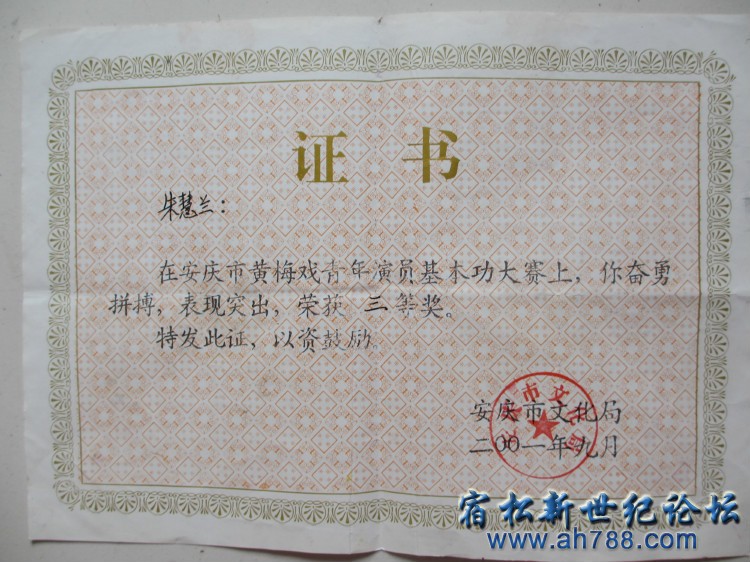 证书
朱慧兰：
在安庆市黄梅戏青年演员基本功大赛上，你奋勇
拼搏，表现突出，荣获 三等奖。
特发此证，以资鼓励。
安庆市文化局
二00一年九月
宿松新世纪论坛
www.ah788.com